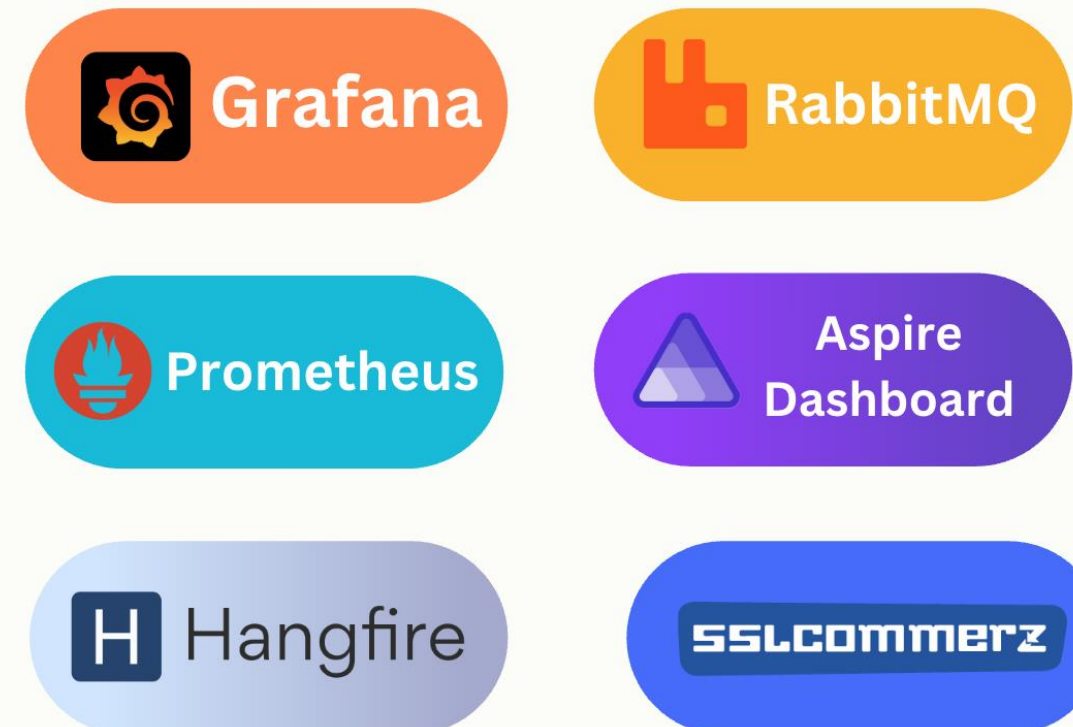 Grafana
RabbitMQ
Prometheus
Aspire
Dashboard
H Hangfire
SSLCOMMERZ